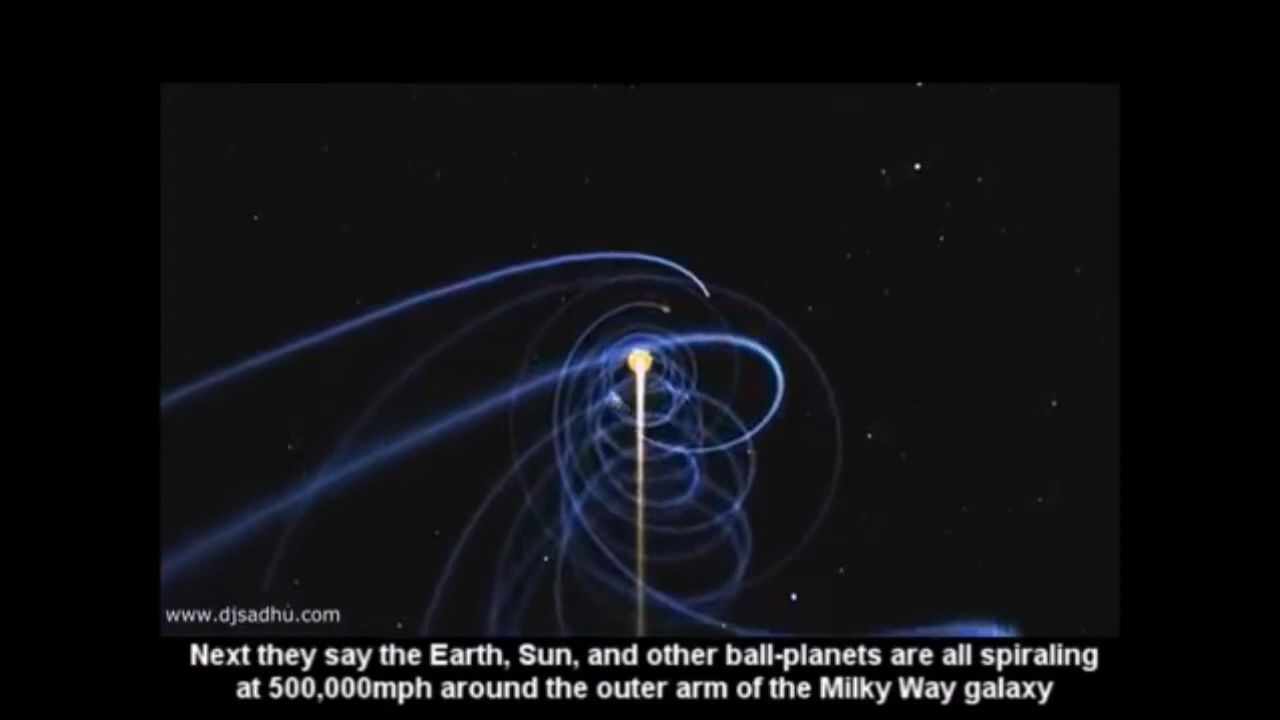 www.djsadhu.com
Next they say the Earth, Sun, and other ball-planets are all spiraling
at 500,000mph around the outer arm of the Milky Way galaxy